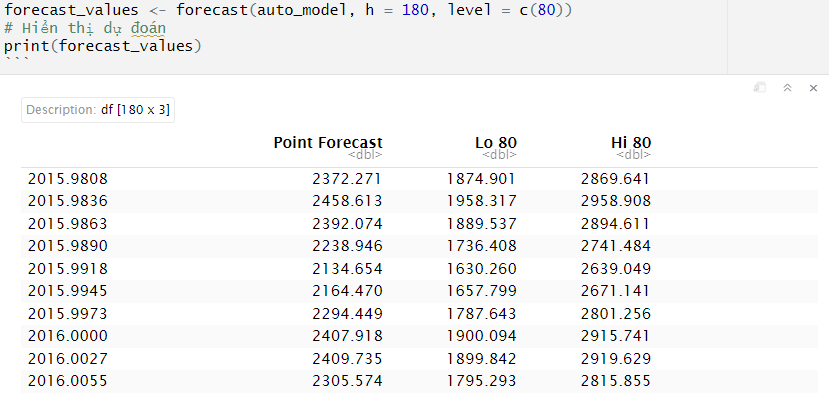 forecast_values <- forecast(auto_model, h = 180, level = c(80))
# Hiển thị dự đoán
print(forecast_values)
```
Description: df [180 x 3]
Point Forecast Lo 80 Hi 80
<dbl> <dbl> <dbl>
2015.9808 2372.271 1874.901 2869.641
2015.9836 2458.613 1958.317 2958.908
2015.9863 2392.074 1889.537 2894.611
2015.9890 2238.946 1736.408 2741.484
2015.9918 2134.654 1630.260 2639.049
2015.9945 2164.470 1657.799 2671.141
2015.9973 2294.449 1787.643 2801.256
2016.0000 2407.918 1900.094 2915.741
2016.0027 2409.735 1899.842 2919.629
2016.0055 2305.574 1795.293 2815.855